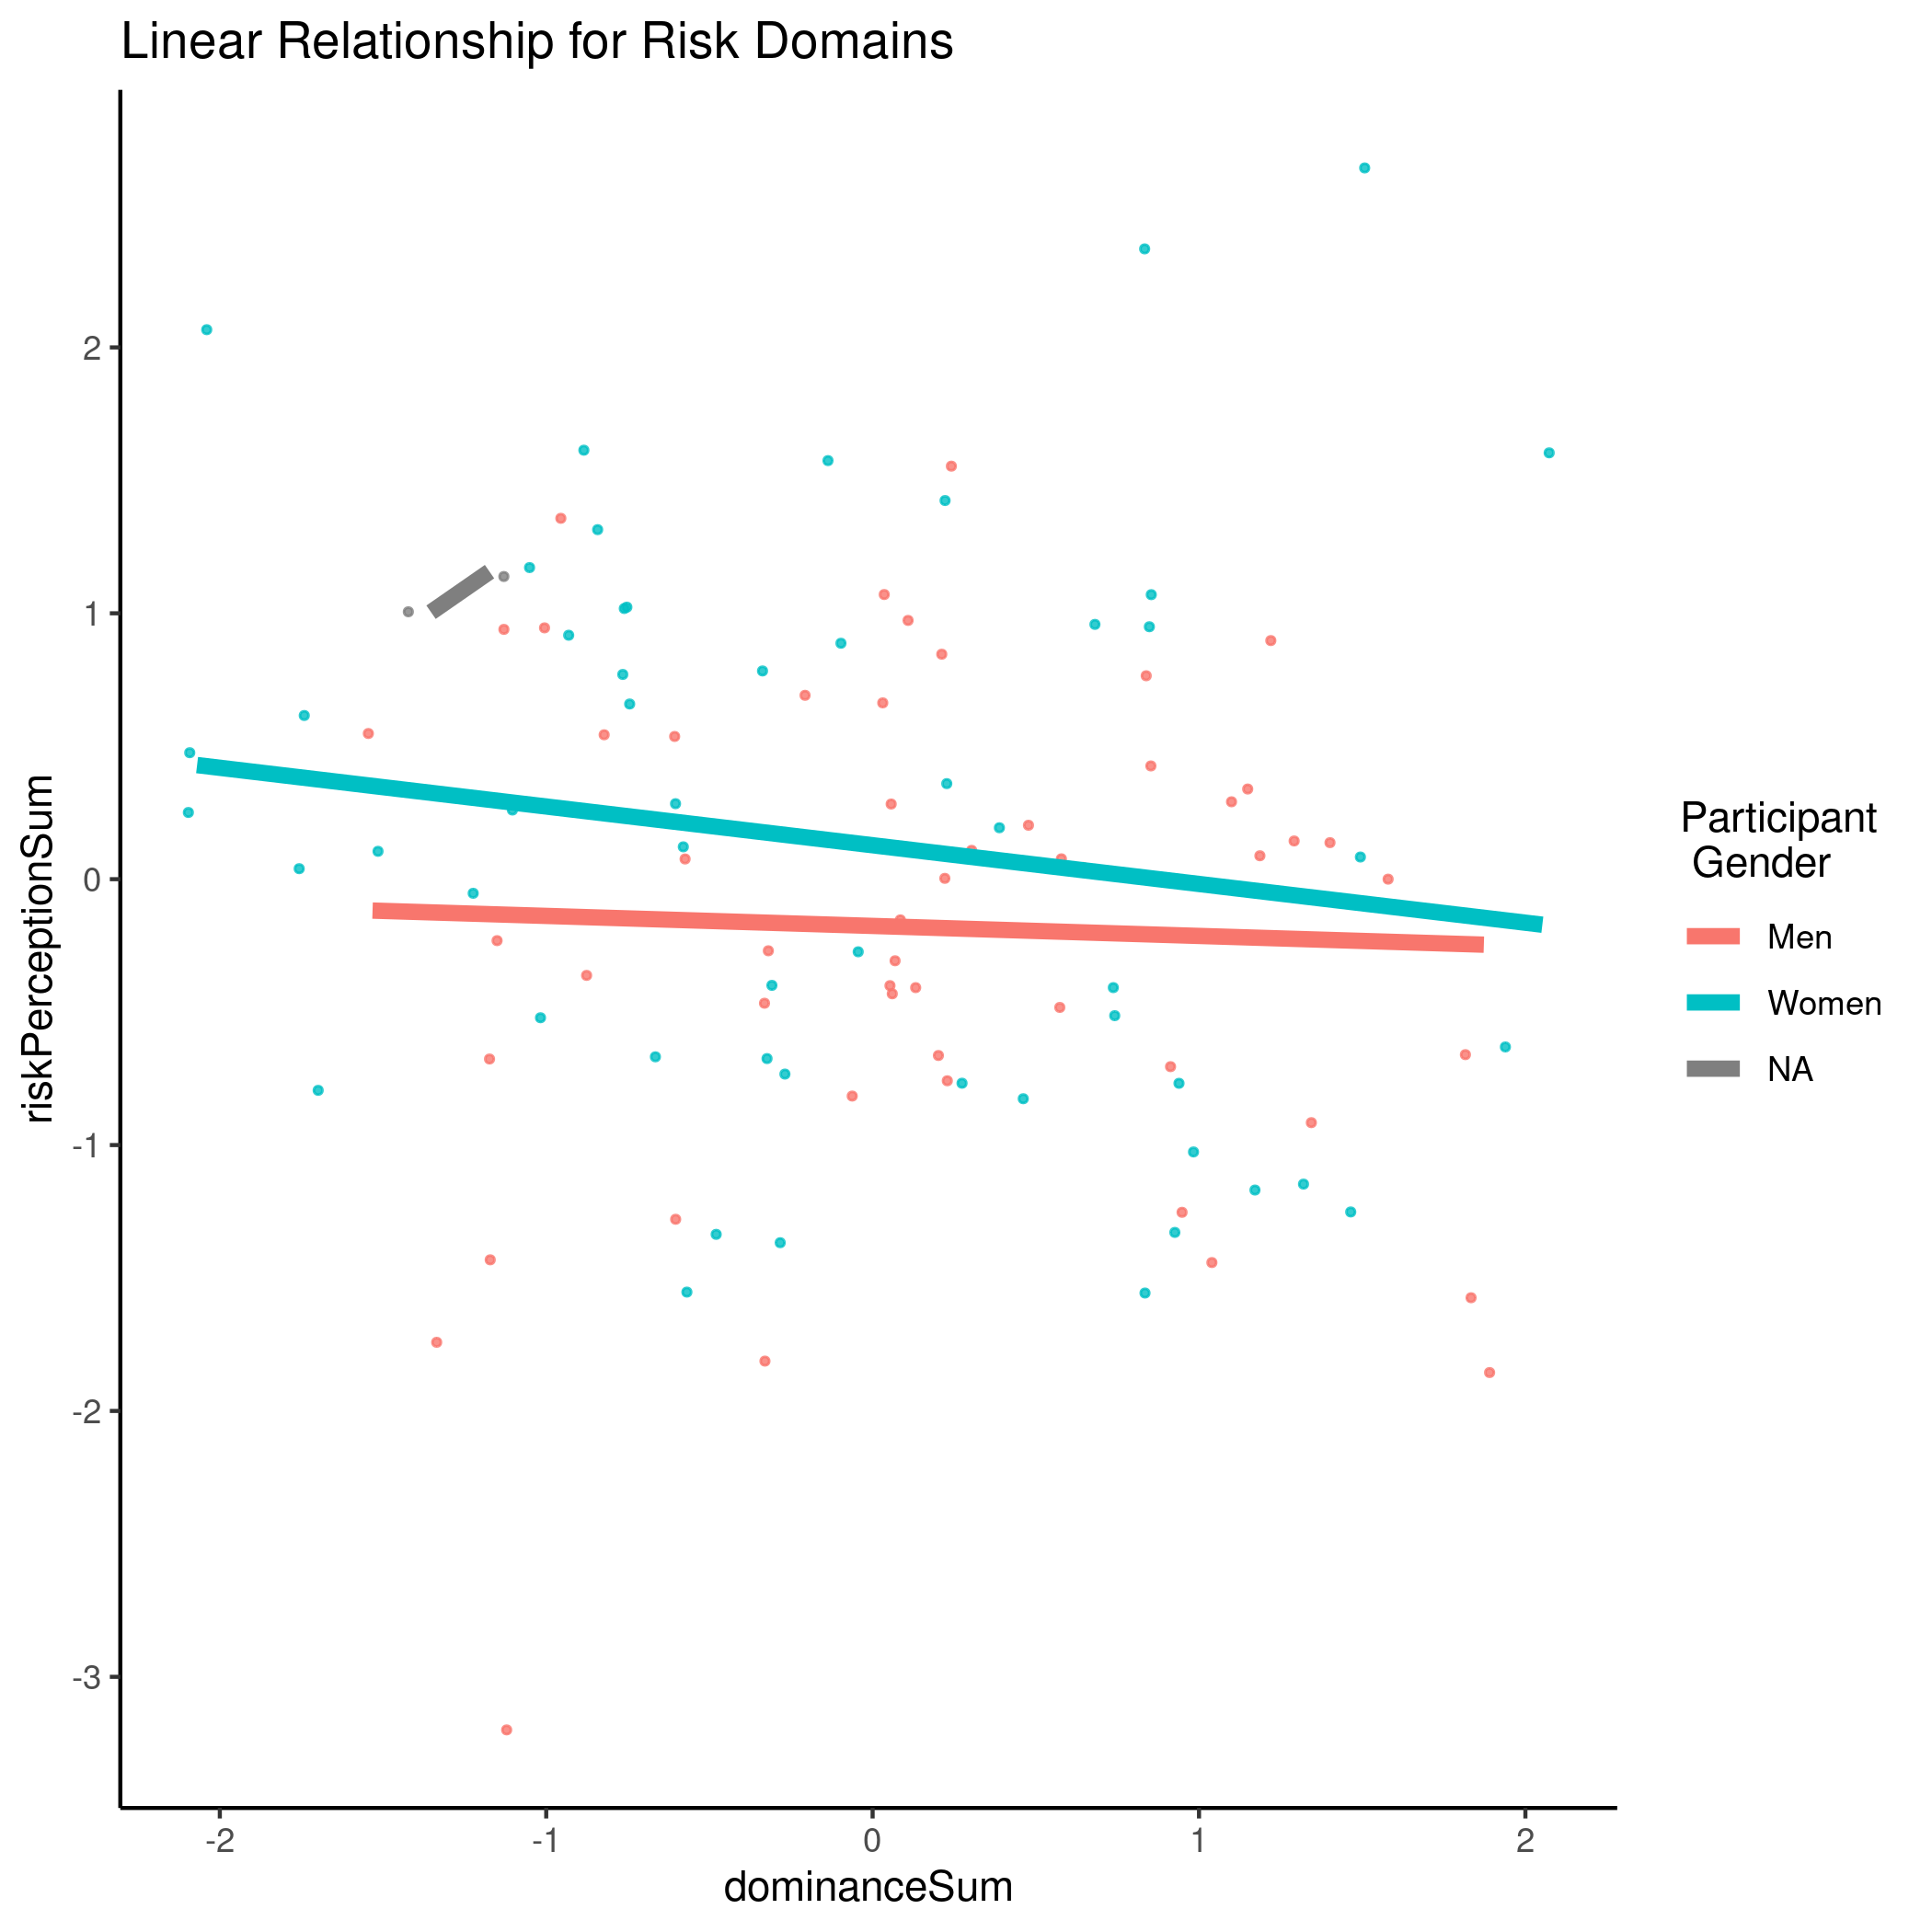 Linear Relationship for Risk Domains
riskPerceptionSum
2
1
0
-1
-2
-3
-2
-1
0
1
2
dominanceSum
Participant
Gender
Men
Women
NA